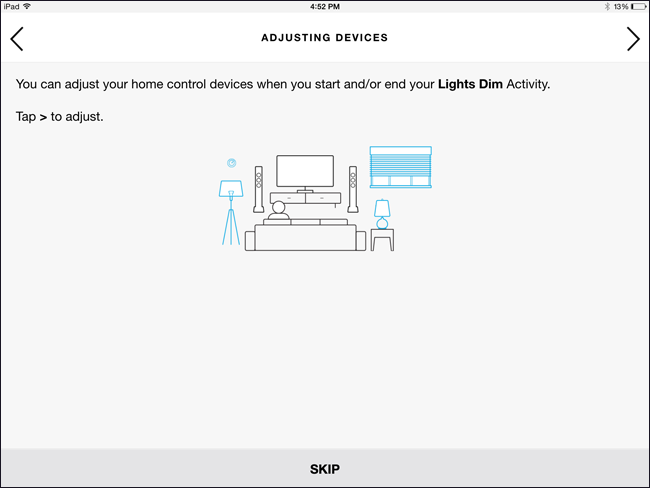 iPad 4:52 PM 13%
ADJUSTING DEVICES
You can adjust your home control devices when you start and/or end your Lights Dim Activity.
Tap > to adjust.
SKIP